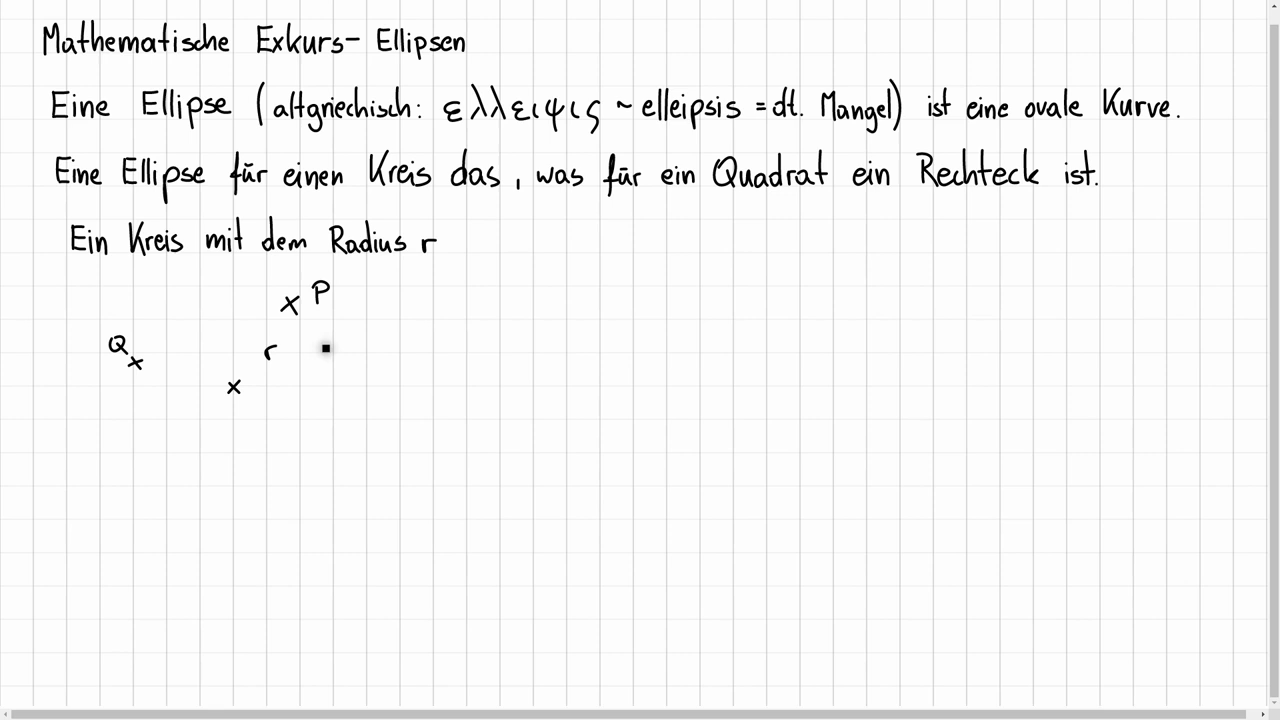 Mathematische Exkurs- Ellipsen
Eine Ellipse (altgriechisch: ελλειψις ~ elleipsis = dt. Mangel) ist eine ovale Kurve.
Eine Ellipse für einen Kreis das, was für ein Quadrat ein Rechteck ist.
Ein Kreis mit dem Radius r
x P
Q x
r
x